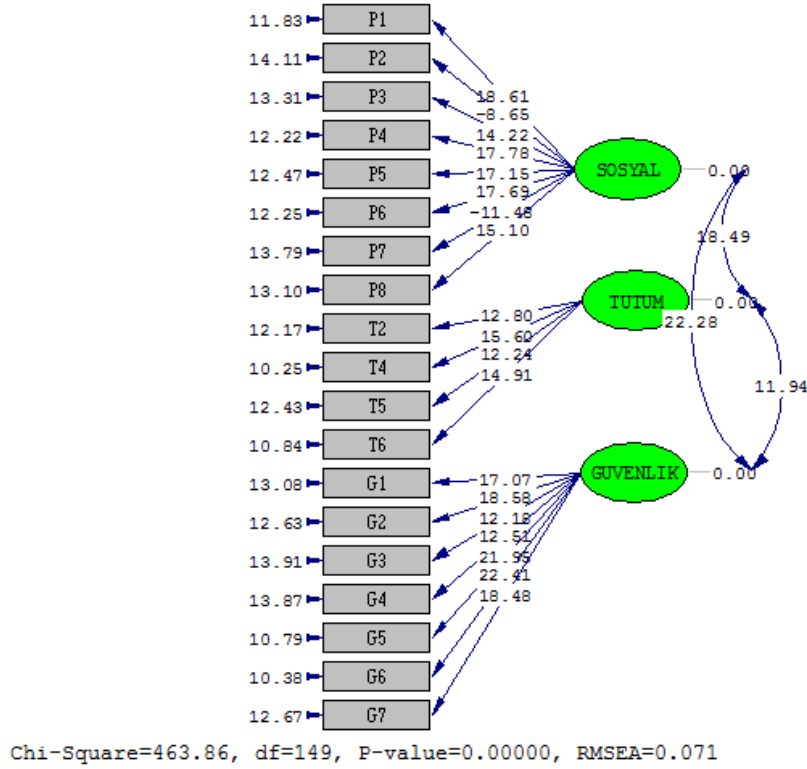 11.83 P1
14.11 P2
13.31 P3
12.22 P4
12.47 P5
12.25 P6
13.79 P7
13.10 P8
12.17 T2
10.25 T4
12.43 T5
10.84 T6
13.08 G1
12.63 G2
13.91 G3
13.87 G4
10.79 G5
10.38 G6
12.67 G7
18.61
-8.65
14.22
17.78
17.15
17.69
-11.48
15.10
12.80
15.60
12.24
14.91
17.07
18.58
12.18
12.51
21.95
22.41
18.48
SOSYAL 0.00
TUTUM 0.00
GUVENLIK 0.00
18.49
22.28
11.94
Chi-Square=463.86, df=149, P-value=0.00000, RMSEA=0.071